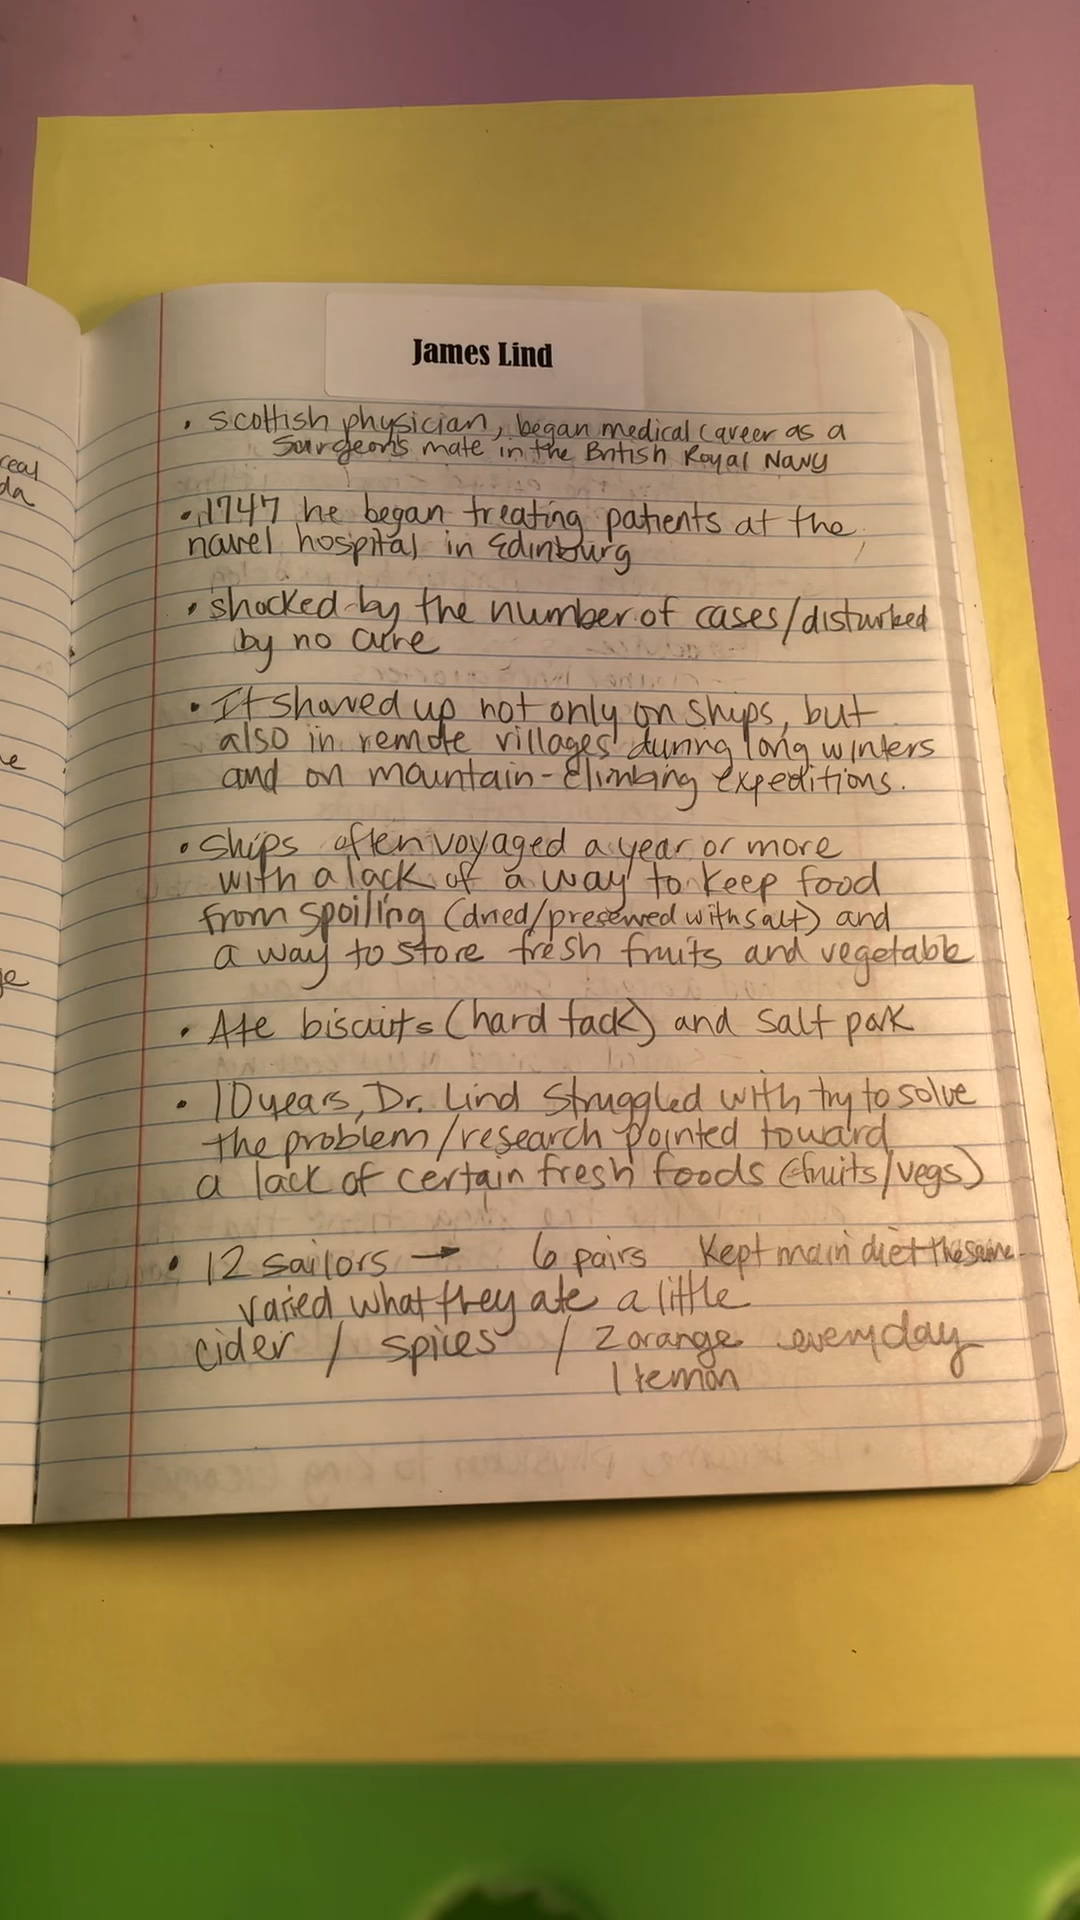 James Lind
• Scottish physician, began medical career as a
surgeons mate in the British Royal Navy
• 1747 he began treating patients at the
navel hospital in Edinburg
• shocked by the number of cases/disturbed
by no cure
• It showed up not only on ships, but
also in remote villages during long winters
and on mountain-climbing expeditions.
• Ships often voyaged a year or more
with a lack of a way to keep food
from spoiling (dried/preserved with salt) and
a way to store fresh fruits and vegetable
• Ate biscuits (hard tack) and salt pork
• 10 years, Dr. Lind struggled with try to solve
the problem/research pointed toward
a lack of certain fresh foods (fruits/vegs)
• 12 sailors → 6 pairs Kept main diet the same
varied what they ate a little
cider / spices / 2 orange everyday
1 lemon